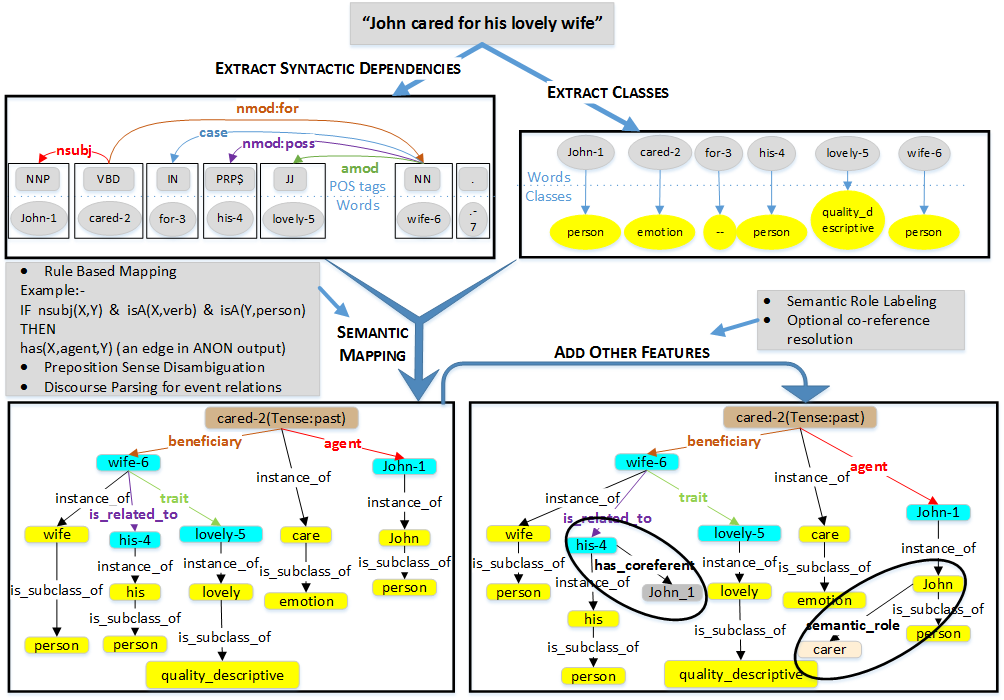 “John cared for his lovely wife”
EXTRACT SYNTACTIC DEPENDENCIES
EXTRACT CLASSES
nmod:for
case
nmod:poss
nsubj
amod
NNP VBD IN PRP$ JJ NN .
POS tags
Words
John-1 cared-2 for-3 his-4 lovely-5 wife-6 .-
7
John-1 cared-2 for-3 his-4 lovely-5 wife-6
Words
Classes
person emotion -- person quality_d person
escriptive
• Rule Based Mapping
Example:-
IF nsubj(X,Y) & isA(X,verb) & isA(Y,person)
THEN
has(X,agent,Y) (an edge in ANON output)
• Preposition Sense Disambiguation
• Discourse Parsing for event relations
SEMANTIC
MAPPING
• Semantic Role Labeling
• Optional co-reference
resolution
ADD OTHER FEATURES
cared-2(Tense:past)
beneficiary
agent
wife-6
John-1
instance_of
instance_of
trait
instance_of
is_related_to
wife
his-4
lovely-5
care
John
is_subclass_of
instance_of
instance_of
is_subclass_of
is_subclass_of
his
lovely
emotion
person
is_subclass_of
is_subclass_of
person
person
quality_descriptive
cared-2(Tense:past)
beneficiary
agent
wife-6
instance_of
instance_of
trait
John-1
is_related_to
wife
his-4
lovely-5
care
instance_of
is_subclass_of
has_coreferent
instance_of
instance_of
is_subclass_of
John
person
John_1
lovely
emotion
is_subclass_of
his
is_subclass_of
semantic_role
person
is_subclass_of
carer
person
quality_descriptive